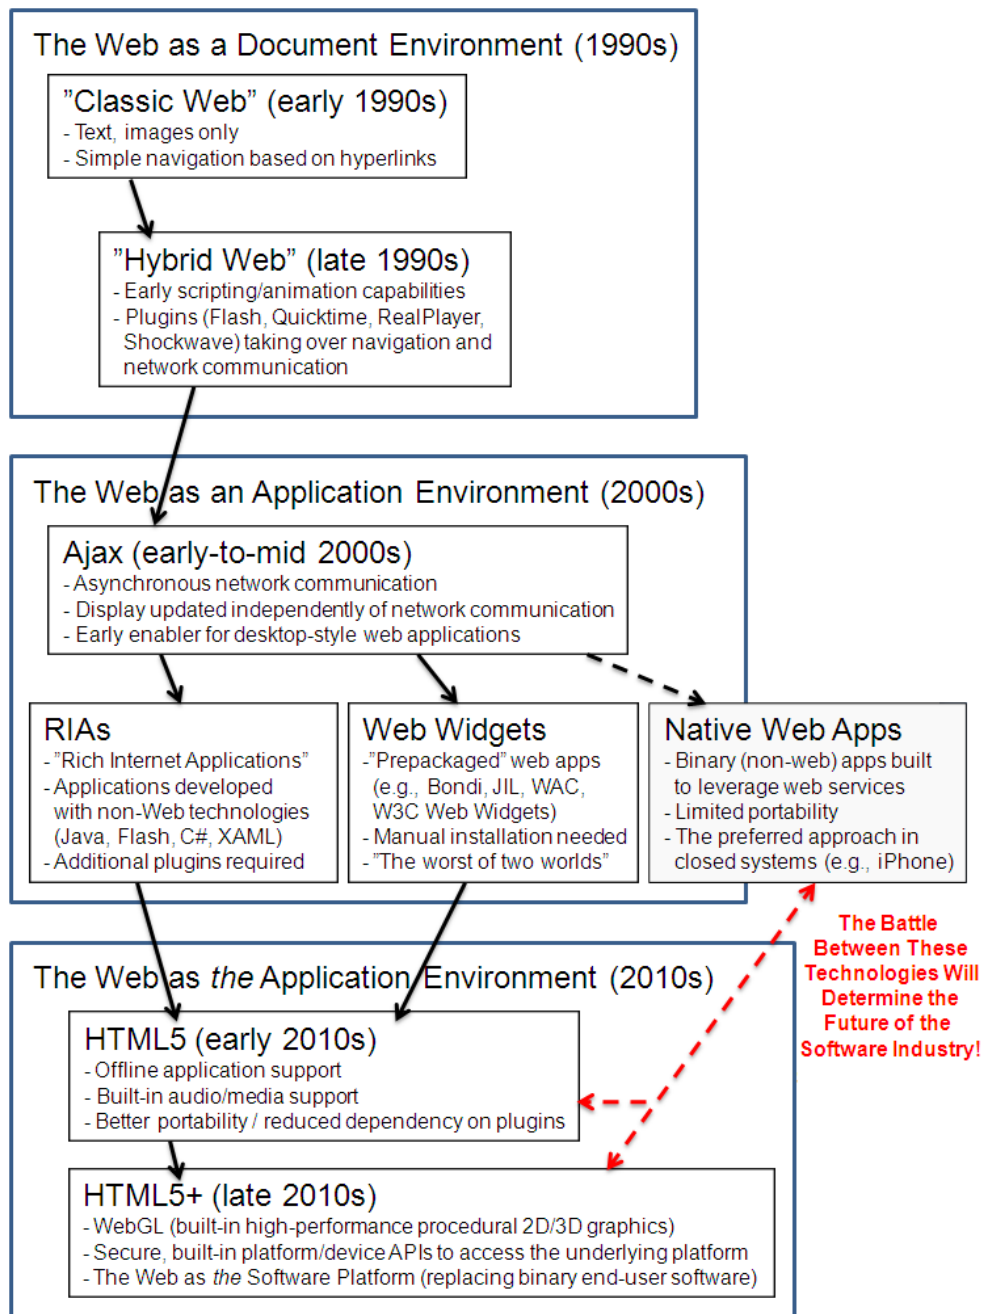 The Web as a Document Environment (1990s)
”Classic Web” (early 1990s)
- Text, images only
- Simple navigation based on hyperlinks
”Hybrid Web” (late 1990s)
- Early scripting/animation capabilities
- Plugins (Flash, Quicktime, RealPlayer,
Shockwave) taking over navigation and
network communication
The Web as an Application Environment (2000s)
Ajax (early-to-mid 2000s)
- Asynchronous network communication
- Display updated independently of network communication
- Early enabler for desktop-style web applications
RIAs
- ”Rich Internet Applications”
- Applications developed
with non-Web technologies
(Java, Flash, C#, XAML)
- Additional plugins required
Web Widgets
- ”Prepackaged” web apps
(e.g., Bondi, JIL, WAC,
W3C Web Widgets)
- Manual installation needed
- ”The worst of two worlds”
Native Web Apps
- Binary (non-web) apps built
to leverage web services
- Limited portability
- The preferred approach in
closed systems (e.g., iPhone)
The Battle
Between These
Technologies Will
Determine the
Future of the
Software Industry!
The Web as the Application Environment (2010s)
HTML5 (early 2010s)
- Offline application support
- Built-in audio/media support
- Better portability / reduced dependency on plugins
HTML5+ (late 2010s)
- WebGL (built-in high-performance procedural 2D/3D graphics)
- Secure, built-in platform/device APIs to access the underlying platform
- The Web as the Software Platform (replacing binary end-user software)